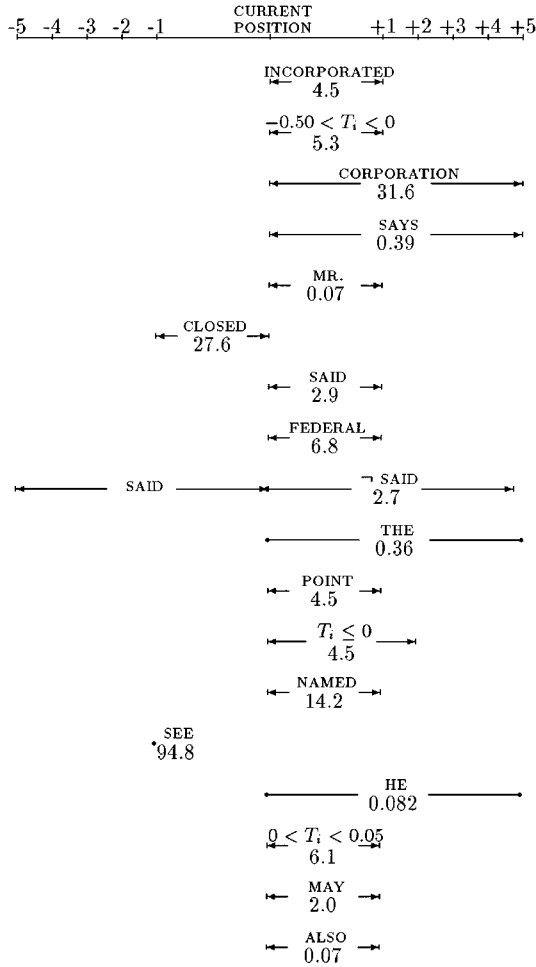 CURRENT
-5 -4 -3 -2 -1 POSITION +1 +2 +3 +4 +5
INCORPORATED
4.5
−0.50 < Ti < 0
5.3
CORPORATION
31.6
SAYS
0.39
MR.
0.07
CLOSED
27.6
SAID
2.9
FEDERAL
6.8
SAID ¬ SAID
2.7
THE
0.36
POINT
4.5
Ti ≤ 0
4.5
NAMED
14.2
SEE
94.8
HE
0.082
0 < Ti < 0.05
6.1
MAY
2.0
ALSO
0.07